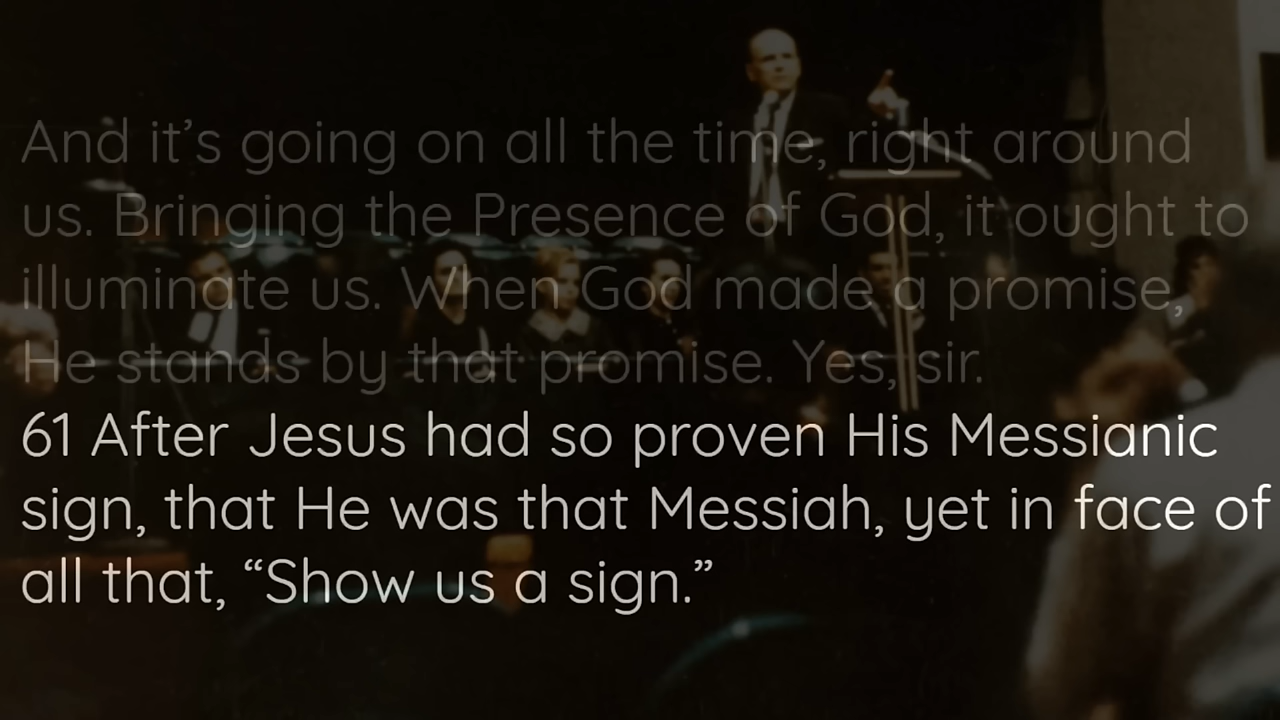 And it’s going on all the time, right around
us. Bringing the Presence of God, it ought to
illuminate us. When God made a promise,
He stands by that promise. Yes, sir.
61 After Jesus had so proven His Messianic
sign, that He was that Messiah, yet in face of
all that, “Show us a sign.”